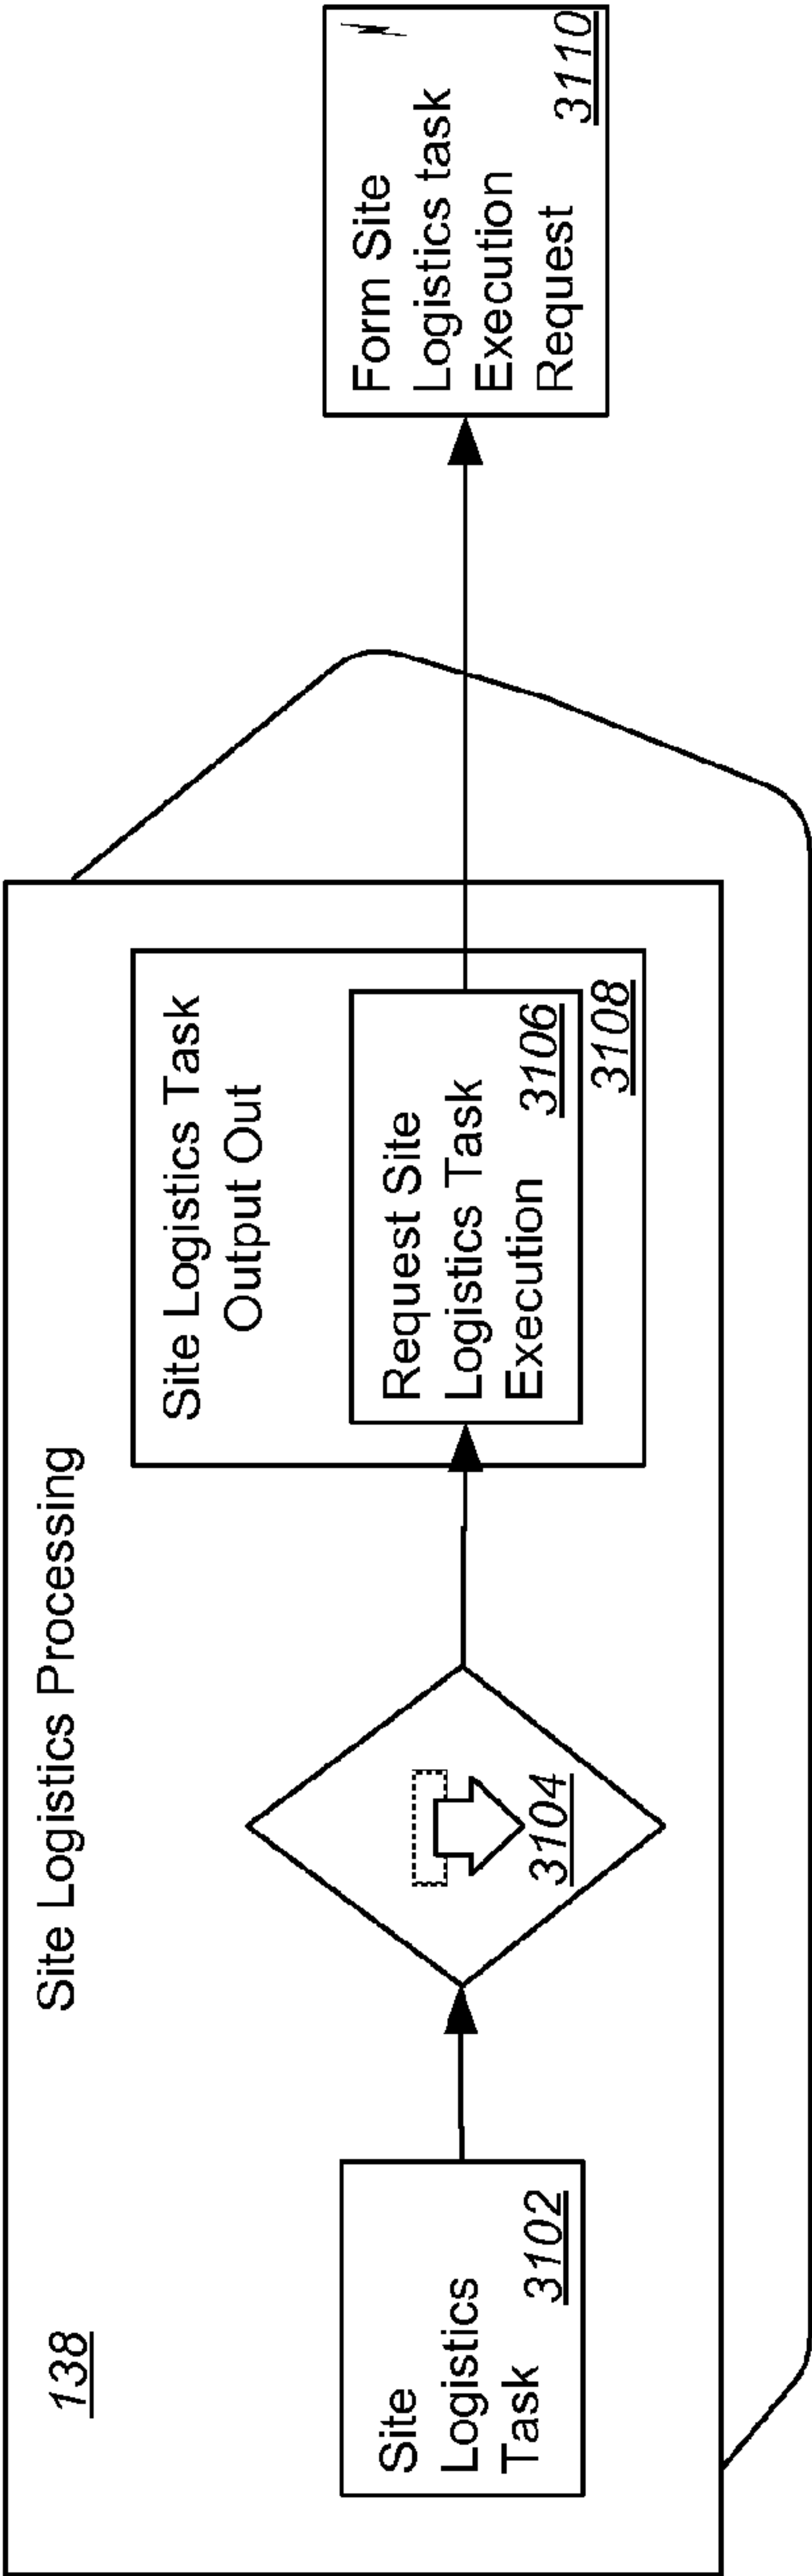 138
Site Logistics Processing
Site
Logistics
Task
3102
3104
Site Logistics Task
Output Out
Request Site
Logistics Task
Execution
3106
3108
Form Site
Logistics task
Execution
Request
3110